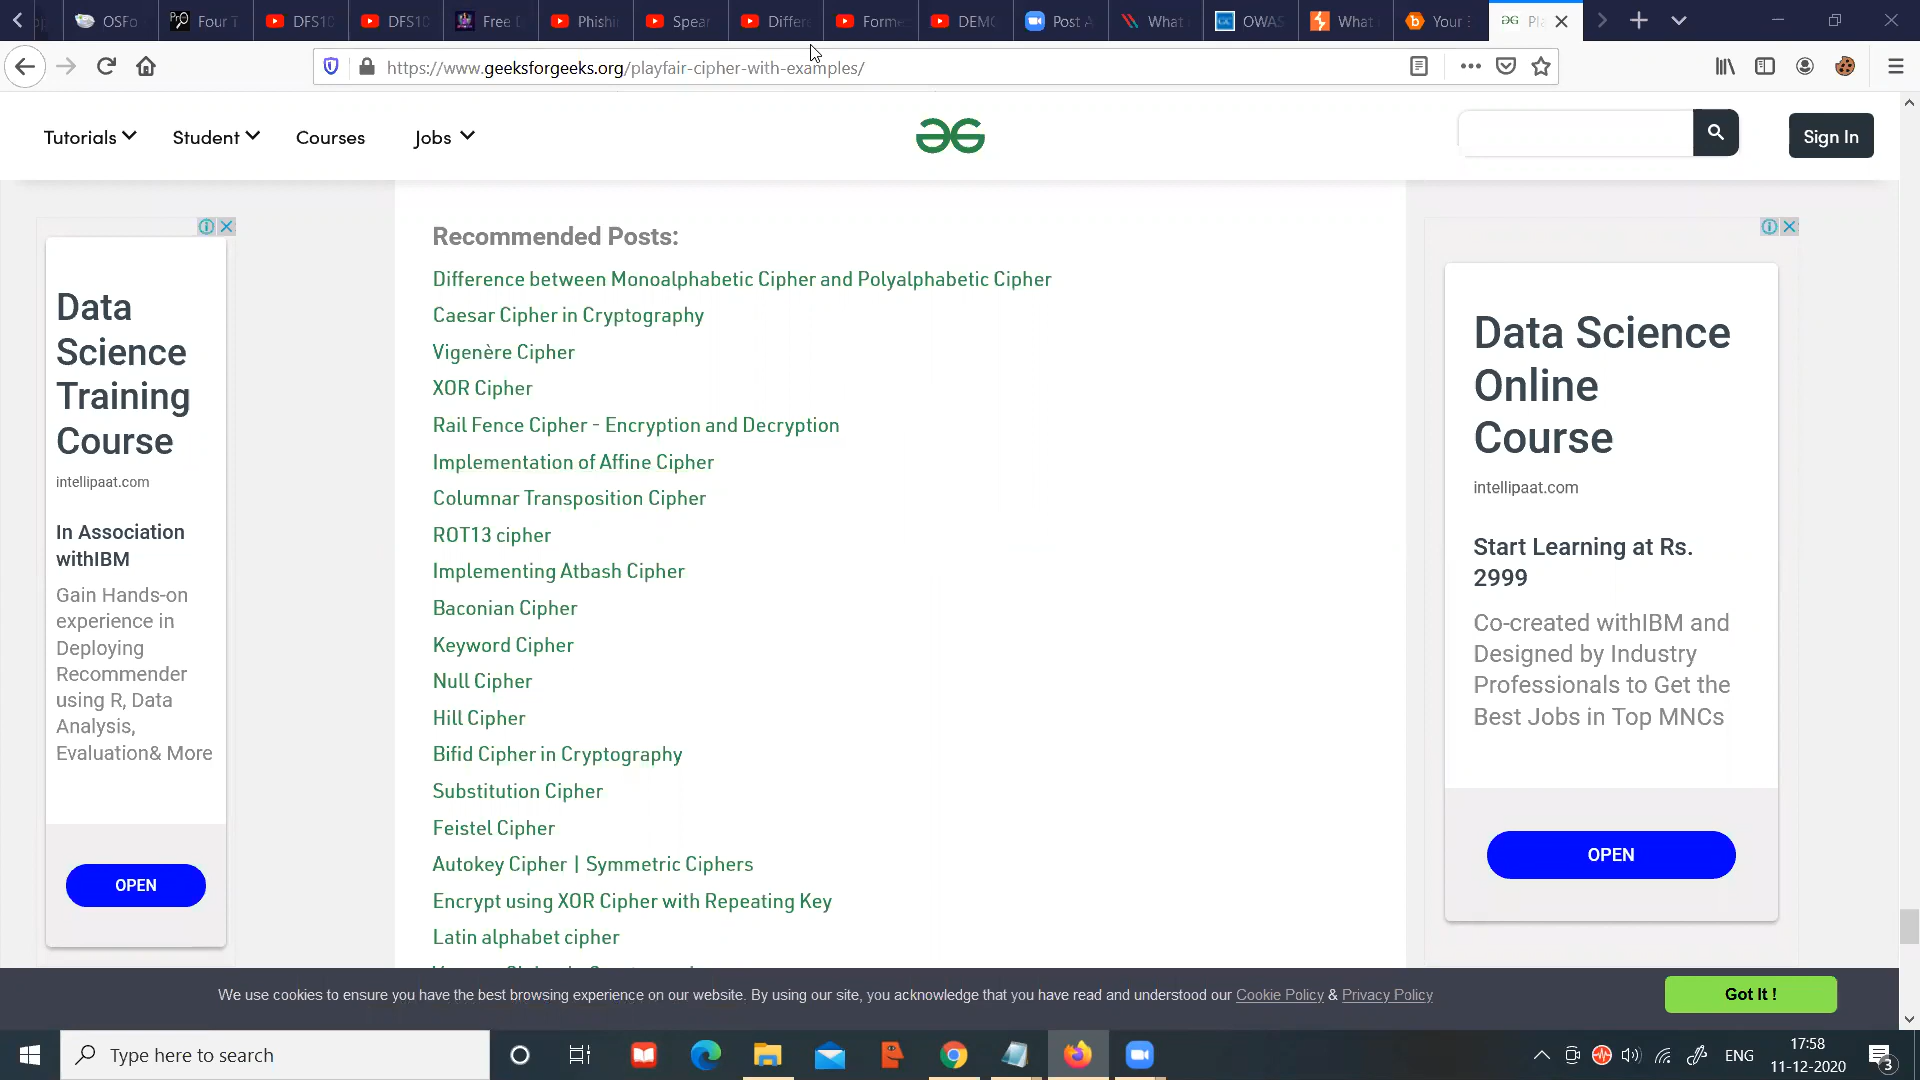 OSFo
Four T
DFS10
DFS10
Free D
Phishi
Spear
Differe
Forme
DEMO
Post A
What
OWAS
What
Your
https://www.geeksforgeeks.org/playfair-cipher-with-examples/
Tutorials
Student
Courses
Jobs
Sign In
Recommended Posts:
Difference between Monoalphabetic Cipher and Polyalphabetic Cipher
Caesar Cipher in Cryptography
Vigenère Cipher
XOR Cipher
Rail Fence Cipher - Encryption and Decryption
Implementation of Affine Cipher
Columnar Transposition Cipher
ROT13 cipher
Implementing Atbash Cipher
Baconian Cipher
Keyword Cipher
Null Cipher
Hill Cipher
Bifid Cipher in Cryptography
Substitution Cipher
Feistel Cipher
Autokey Cipher | Symmetric Ciphers
Encrypt using XOR Cipher with Repeating Key
Latin alphabet cipher
Data
Science
Training
Course
intellipaat.com
In Association
withIBM
Gain Hands-on
experience in
Deploying
Recommender
using R, Data
Analysis,
Evaluation& More
OPEN
Data Science
Online
Course
intellipaat.com
Start Learning at Rs.
2999
Co-created withIBM and
Designed by Industry
Professionals to Get the
Best Jobs in Top MNCs
OPEN
We use cookies to ensure you have the best browsing experience on our website. By using our site, you acknowledge that you have read and understood our Cookie Policy & Privacy Policy
Got It !
Type here to search
ENG
17:58
11-12-2020
3